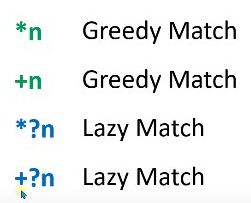 *n Greedy Match
+n Greedy Match
*?n Lazy Match
+?n Lazy Match